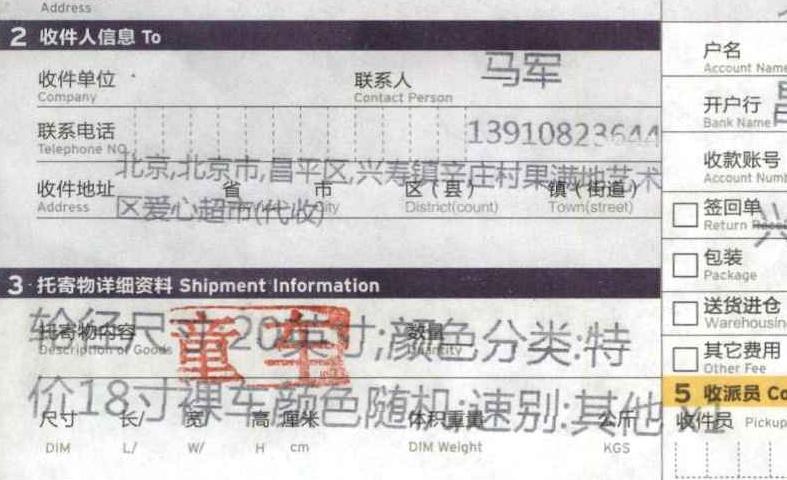 Address
2 收件人信息 To
马军
收件单位 联系人
Company Contact Person
联系电话 13910823644
Telephone NO
北京,北京市,昌平区,兴寿镇辛庄村果满地艺术
收件地址 省 市 区(县) 镇(街道)
区爱心超市(代收)
Address City District(count) Town(street)
3 托寄物详细资料 Shipment Information
轮径尺寸:20英寸;颜色分类:特
托寄物内容 数量
Description of Goods Quantity
童车
价18寸裸车颜色随机;速别:其他 x1
尺寸 长/ 宽/ 高 厘米 体积重量 公斤
DIM L/ W/ H cm DIM Weight KGS
户名
Account Name
开户行
Bank Name
收款账号
Account Numb
签回单
Return Rece
兴
包装
Package
送货进仓
Warehousin
其它费用
Other Fee
5 收派员 Co
收件员 Pickup